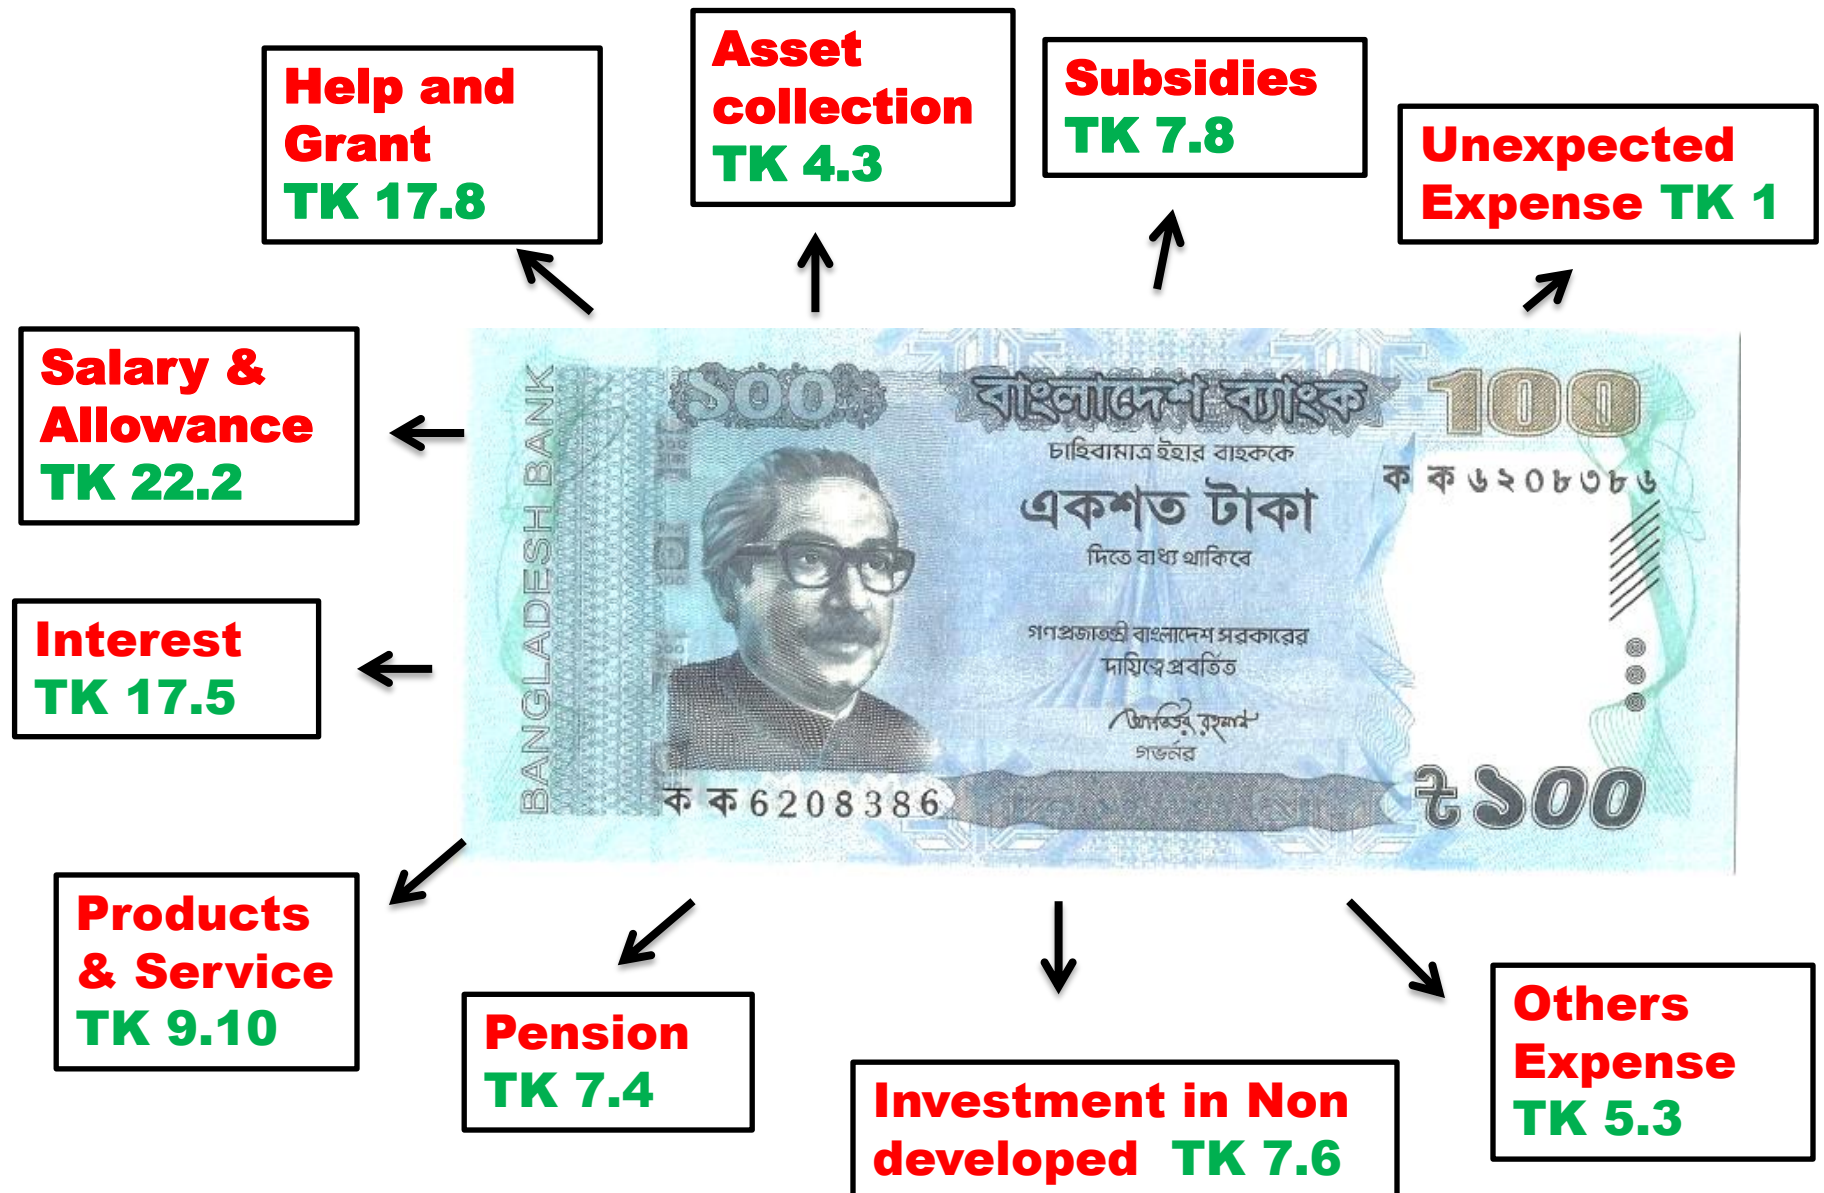 Help and
Grant
TK 17.8
Asset
collection
TK 4.3
Subsidies
TK 7.8
Unexpected
Expense TK 1
Salary &
Allowance
TK 22.2
Interest
TK 17.5
Products
& Service
TK 9.10
Pension
TK 7.4
Investment in Non
developed TK 7.6
Others
Expense
TK 5.3
BANGLADESH BANK
১০০
বাংলাদেশ ব্যাংক
100
চাহিবামাত্র ইহার বাহককে
একশত টাকা
দিতে বাধ্য থাকিবে
ক ক ৬২০৮৩৮৬
গণপ্রজাতন্ত্রী বাংলাদেশ সরকারের
দায়িত্বে প্রবর্তিত
গভর্নর
ক ক 6208386
৳ ১০০